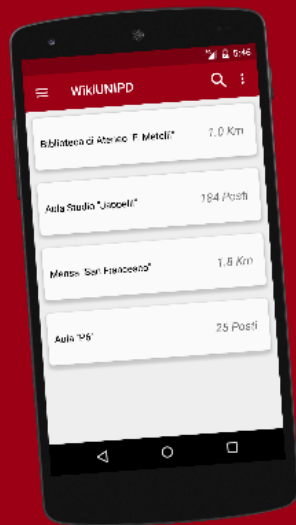 5:46
WikiUNIPD
Biblioteca di Ateneo "F. Metelli" 1.0 Km
Aula Studio "Jappelli" 184 Posti
Mensa "San Francesco" 1.8 Km
Aula "P6" 25 Posti